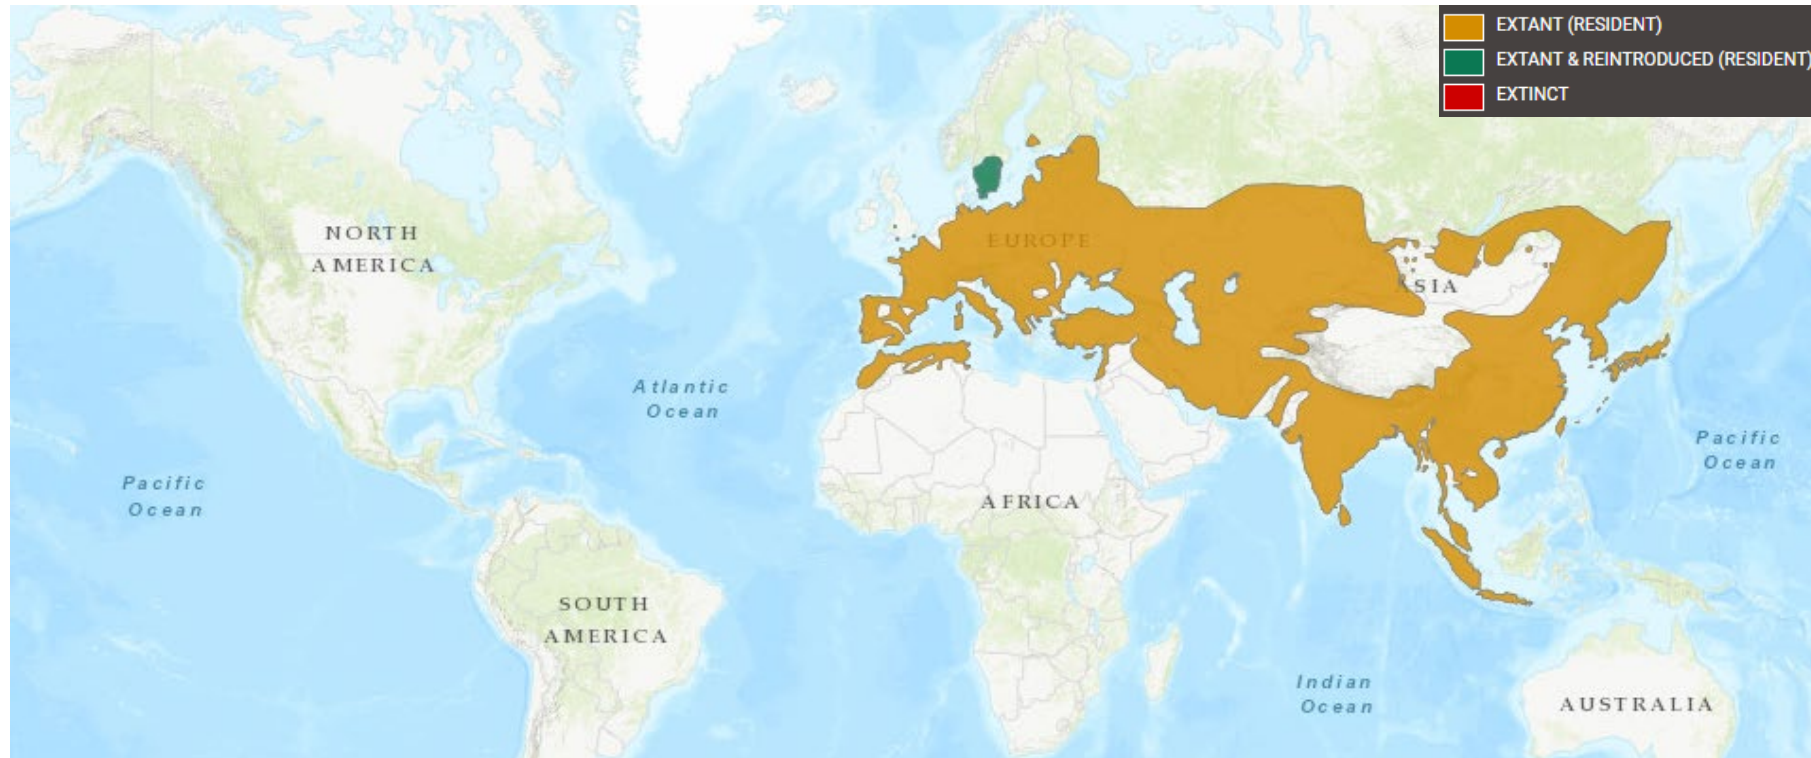 EXTANT (RESIDENT)
EXTANT & REINTRODUCED (RESIDENT)
EXTINCT
NORTH
AMERICA
EUROPE
ASIA
Atlantic
Ocean
Pacific
Ocean
Pacific
Ocean
AFRICA
SOUTH
AMERICA
Indian
Ocean
AUSTRALIA